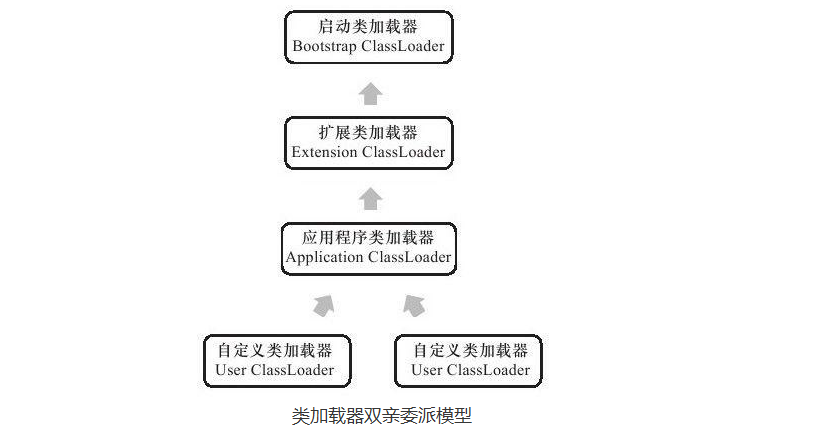 启动类加载器
Bootstrap ClassLoader
扩展类加载器
Extension ClassLoader
应用程序类加载器
Application ClassLoader
自定义类加载器
User ClassLoader
自定义类加载器
User ClassLoader
类加载器双亲委派模型